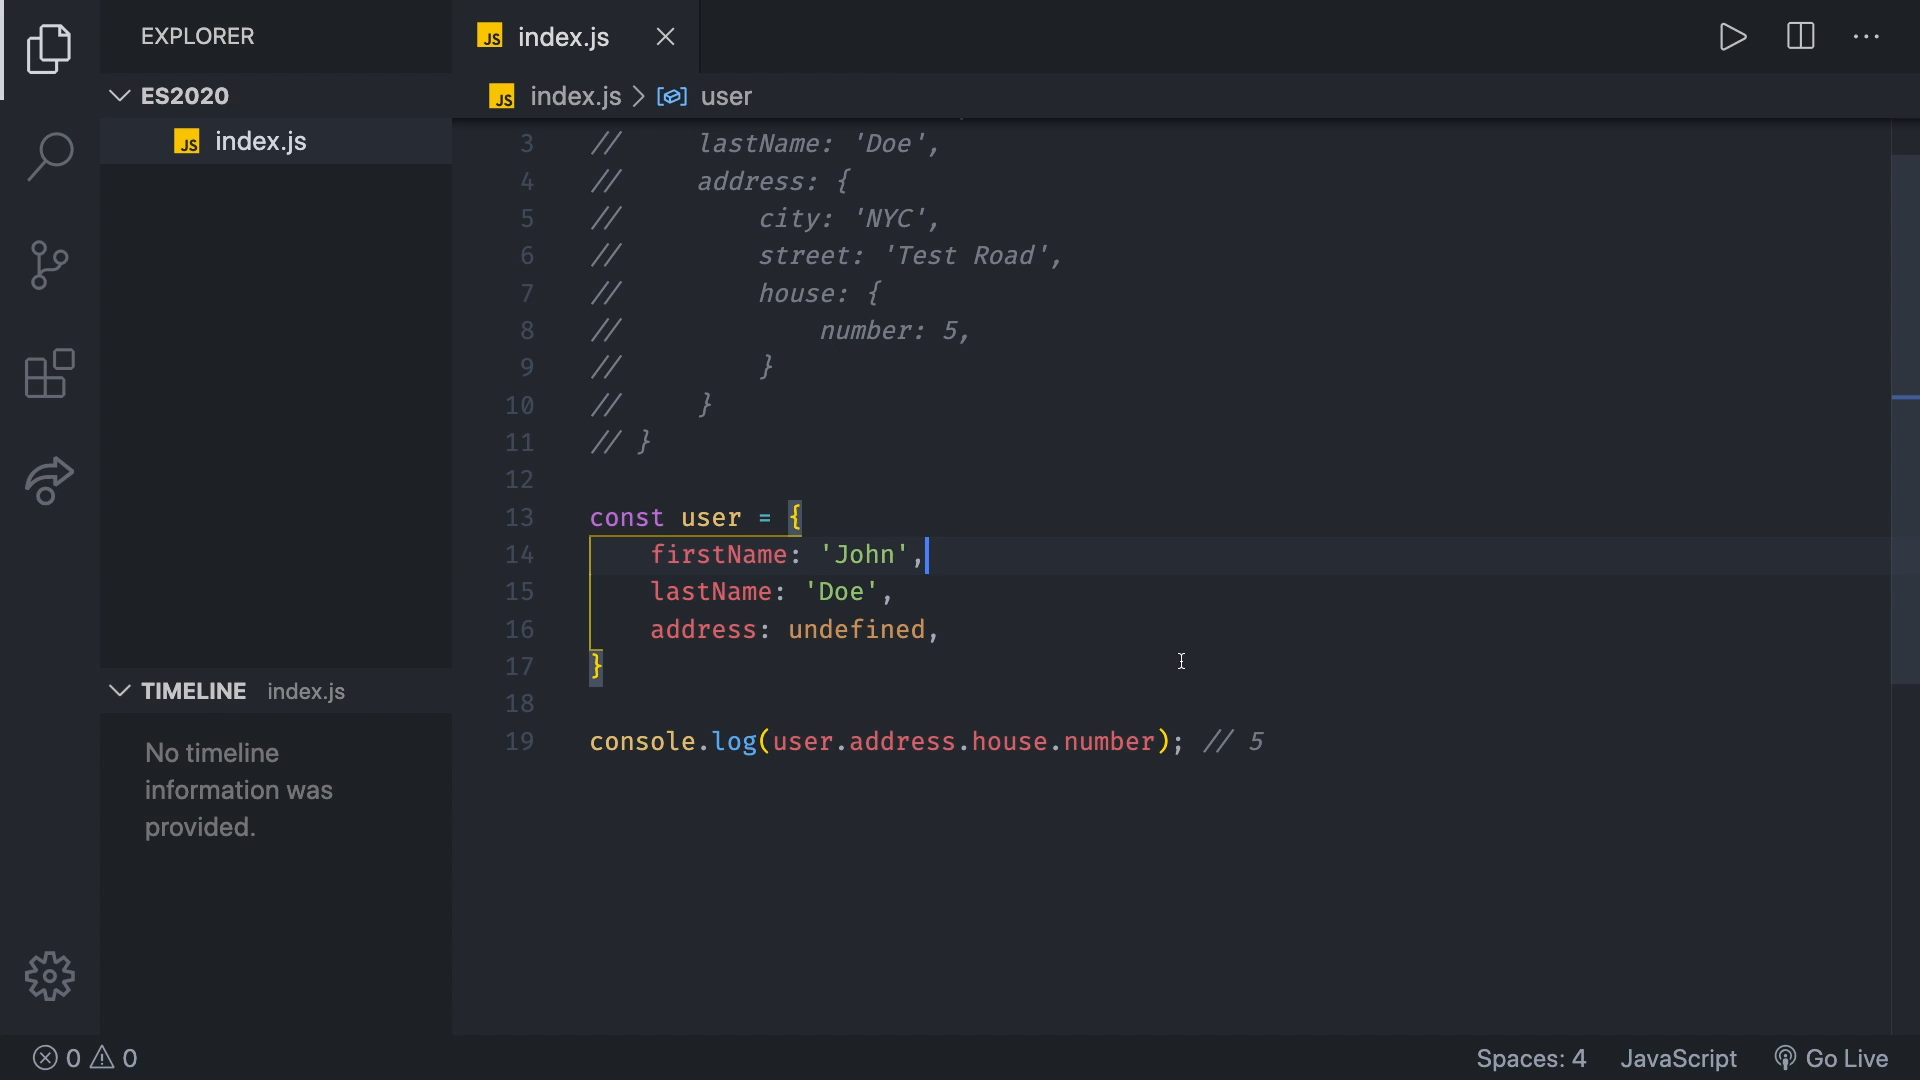 EXPLORER
ES2020
JS index.js
TIMELINE index.js
No timeline
information was
provided.
JS index.js
JS index.js > user
3 // lastName: 'Doe',
4 // address: {
5 // city: 'NYC',
6 // street: 'Test Road',
7 // house: {
8 // number: 5,
9 // }
10 // }
11 // }
12
13 const user = {
14 firstName: 'John',
15 lastName: 'Doe',
16 address: undefined,
17 }
18
19 console.log(user.address.house.number); // 5
0 0
Spaces: 4 JavaScript Go Live